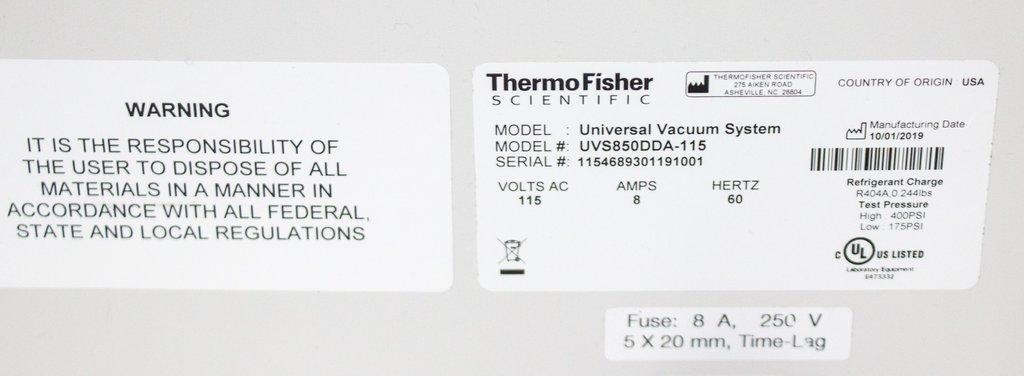 WARNING
IT IS THE RESPONSIBILITY OF
THE USER TO DISPOSE OF ALL
MATERIALS IN A MANNER IN
ACCORDANCE WITH ALL FEDERAL,
STATE AND LOCAL REGULATIONS
ThermoFisher
SCIENTIFIC
THERMOFISHER SCIENTIFIC
275 AIKEN ROAD
ASHEVILLE, NC 28804
COUNTRY OF ORIGIN : USA
MODEL : Universal Vacuum System
MODEL #: UVS850DDA-115
SERIAL #: 1154689301191001
VOLTS AC AMPS HERTZ
115 8 60
Manufacturing Date
10/01/2019
Refrigerant Charge
R404A,0.244lbs
Test Pressure
High : 400PSI
Low : 175PSI
C UL US LISTED
Laboratory Equipment
E473332
Fuse: 8 A, 250 V
5 X 20 mm, Time-Lag